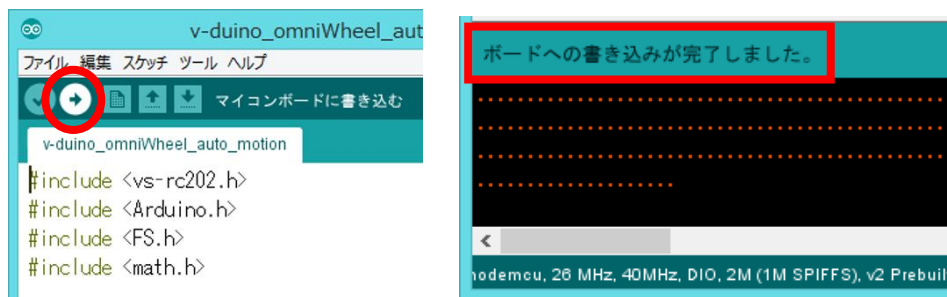 v-duino_omniWheel_aut
ファイル 編集 スケッチ ツール ヘルプ
マイコンボードに書き込む
v-duino_omniWheel_auto_motion
#include <vs-rc202.h>
#include <Arduino.h>
#include <FS.h>
#include <math.h>
ボードへの書き込みが完了しました。
nodemcu, 26 MHz, 40MHz, DIO, 2M (1M SPIFFS), v2 Prebuil